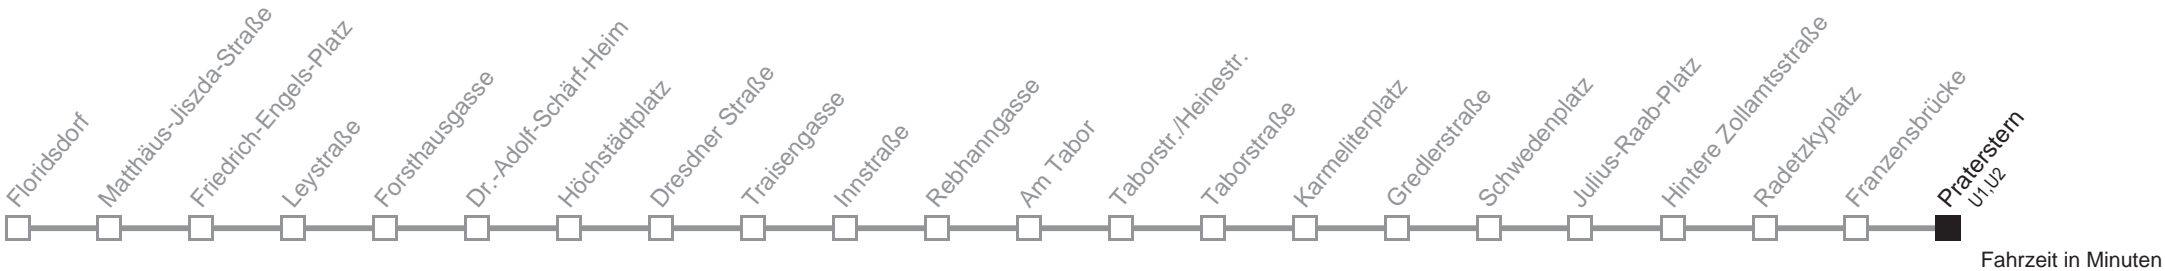 Floridsdorf
Matthäus-Jiszda-Straße
Friedrich-Engels-Platz
Leystraße
Forsthausgasse
Dr.-Adolf-Schärf-Heim
Höchstädtplatz
Dresdner Straße
Traisengasse
Innstraße
Rebhanngasse
Am Tabor
Taborstr./Heinestr.
Taborstraße
Karmeliterplatz
Gredlerstraße
Schwedenplatz
Julius-Raab-Platz
Hintere Zollamtsstraße
Radetzkyplatz
Franzensbrücke
Praterstern
U1,U2
Fahrzeit in Minuten